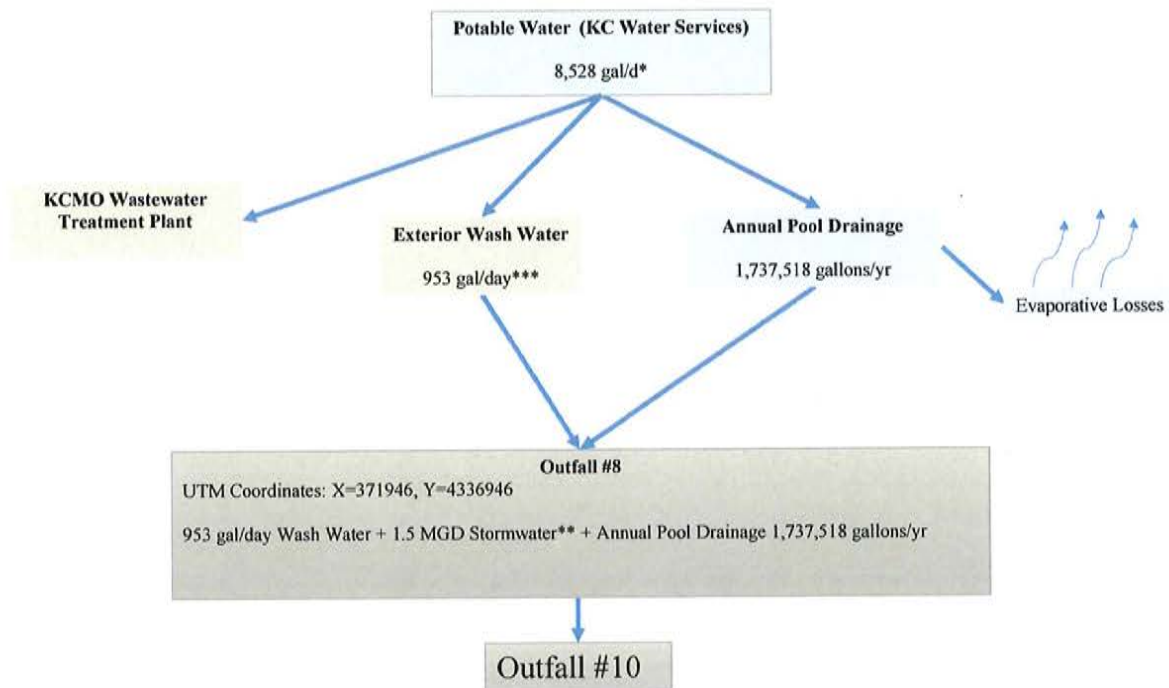 Potable Water (KC Water Services)
8,528 gal/d*
KCMO Wastewater
Treatment Plant
Exterior Wash Water
953 gal/day***
Annual Pool Drainage
1,737,518 gallons/yr
Evaporative Losses
Outfall #8
UTM Coordinates: X=371946, Y=4336946
953 gal/day Wash Water + 1.5 MGD Stormwater** + Annual Pool Drainage 1,737,518 gallons/yr
Outfall #10